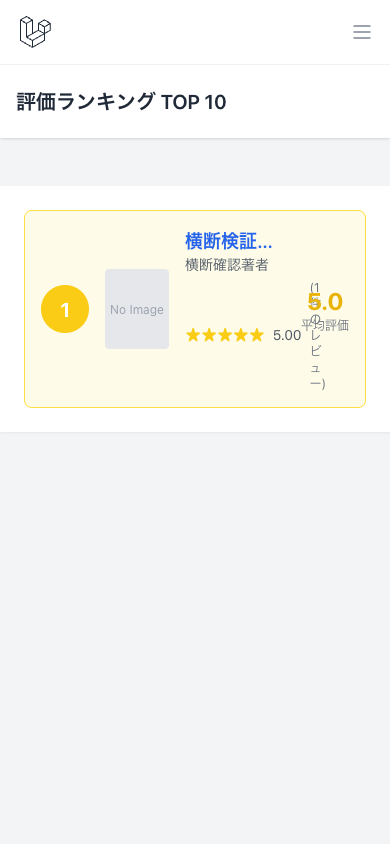 評価ランキング TOP 10
1
No Image
横断検証...
横断確認著者
5.00
(1
件
の
レ
ビ
ュ
ー)
5.0
平均評価